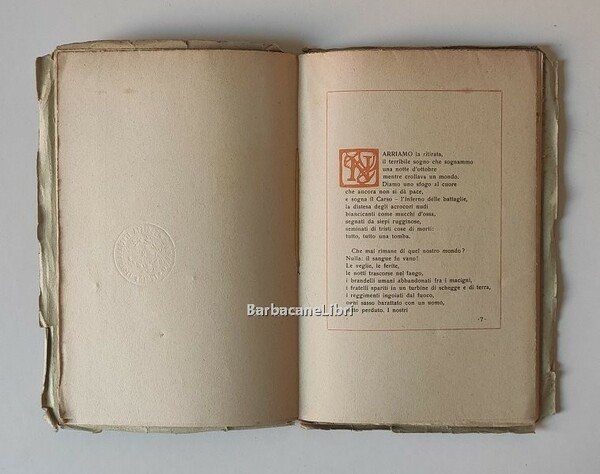 NARRIAMO la ritirata,
il terribile sogno che sognammo
una notte d'ottobre
mentre crollava un mondo.
Diamo uno sfogo al cuore
che ancora non si dà pace,
e sogna il Carso - l'inferno delle battaglie,
la distesa degli acrocori nudi
biancicanti come mucchi d'ossa,
segnati da siepi rugginose,
seminati di tristi cose di morti:
tutto, tutto una tomba.
Che mai rimane di quel nostro mondo?
Nulla: il sangue fu vano!
Le veglie, le ferite,
le notti trascorse nel fango,
i brandelli umani abbandonati fra i macigni,
i fratelli spariti in un turbine di schegge e di terra,
i reggimenti ingoiati dal fuoco,
ogni sasso barattato con un uomo,
perduto. I nostri
-7-
BarbacaneLibri